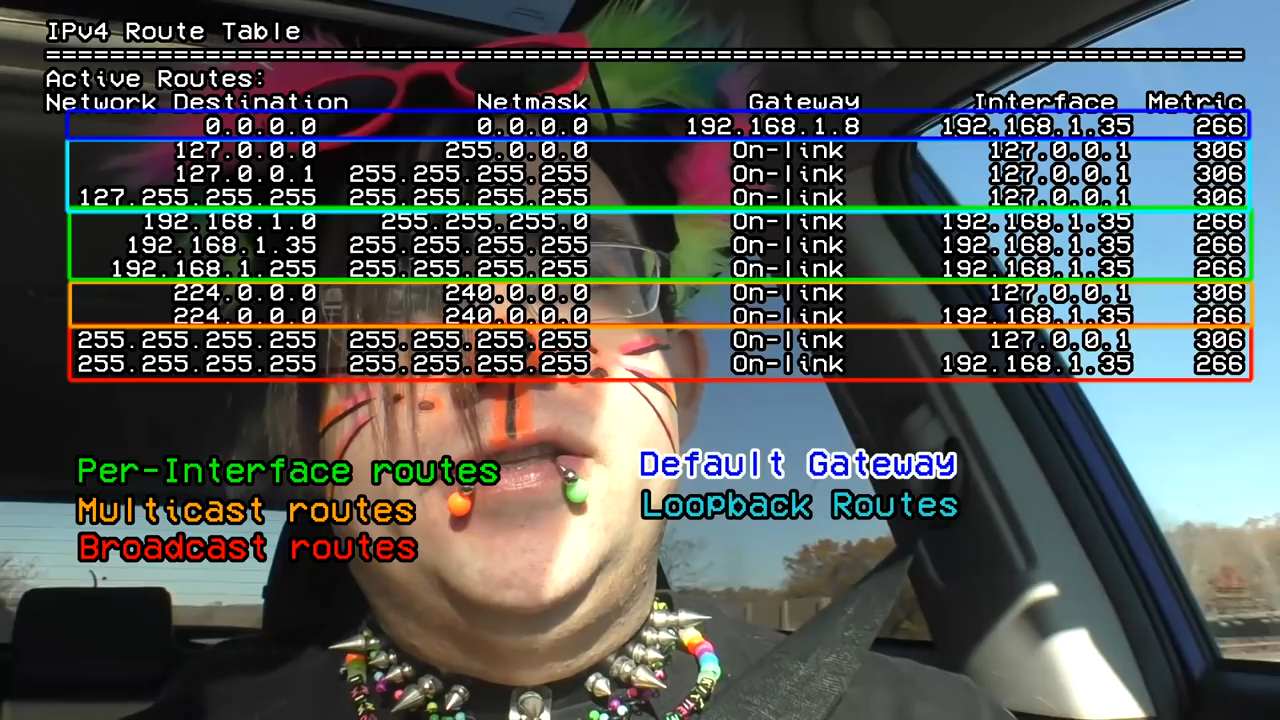 IPv4 Route Table
===========================================================================
Active Routes:
Network Destination Netmask Gateway Interface Metric
0.0.0.0 0.0.0.0 192.168.1.8 192.168.1.35 266
127.0.0.0 255.0.0.0 On-link 127.0.0.1 306
127.0.0.1 255.255.255.255 On-link 127.0.0.1 306
127.255.255.255 255.255.255.255 On-link 127.0.0.1 306
192.168.1.0 255.255.255.0 On-link 192.168.1.35 266
192.168.1.35 255.255.255.255 On-link 192.168.1.35 266
192.168.1.255 255.255.255.255 On-link 192.168.1.35 266
224.0.0.0 240.0.0.0 On-link 127.0.0.1 306
224.0.0.0 240.0.0.0 On-link 192.168.1.35 266
255.255.255.255 255.255.255.255 On-link 127.0.0.1 306
255.255.255.255 255.255.255.255 On-link 192.168.1.35 266
Per-Interface routes
Multicast routes
Broadcast routes
Default Gateway
Loopback Routes